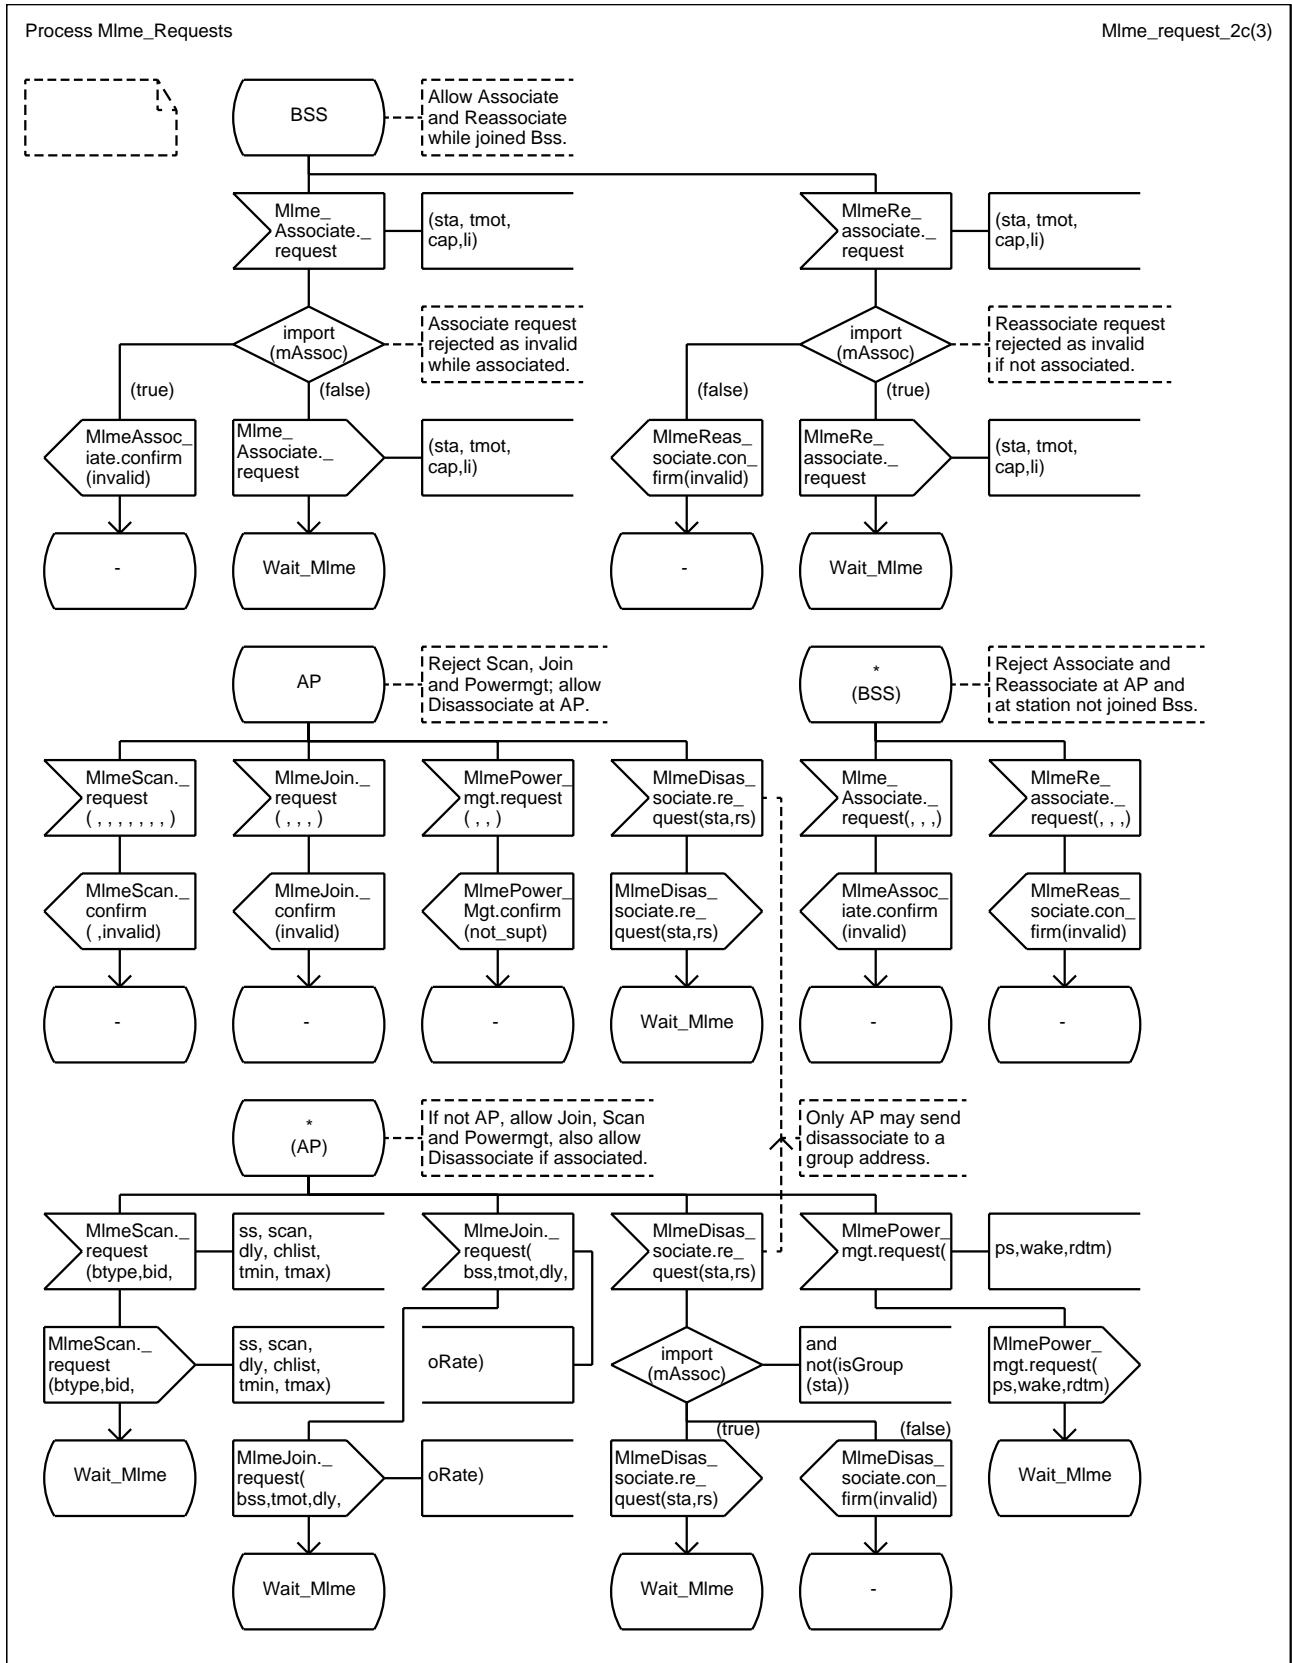 Process Mlme_Requests
Mlme_request_2c(3)
BSS
Allow Associate
and Reassociate
while joined Bss.
Mlme_
Associate._
request
(sta, tmot,
cap,li)
MlmeRe_
associate._
request
(sta, tmot,
cap,li)
import
(mAssoc)
Associate request
rejected as invalid
while associated.
import
(mAssoc)
Reassociate request
rejected as invalid
if not associated.
(true)
(false)
(false)
(true)
MlmeAssoc_
iate.confirm
(invalid)
Mlme_
Associate._
request
(sta, tmot,
cap,li)
MlmeReas_
sociate.con_
firm(invalid)
MlmeRe_
associate._
request
(sta, tmot,
cap,li)
-
Wait_Mlme
-
Wait_Mlme
AP
Reject Scan, Join
and Powermgt; allow
Disassociate at AP.
*
(BSS)
Reject Associate and
Reassociate at AP and
at station not joined Bss.
MlmeScan._
request
( , , , , , , , )
MlmeJoin._
request
( , , , )
MlmePower_
mgt.request
( , , )
MlmeDisas_
sociate.re_
quest(sta,rs)
Mlme_
Associate._
request(, , ,)
MlmeRe_
associate._
request(, , ,)
MlmeScan._
confirm
( ,invalid)
MlmeJoin._
confirm
(invalid)
MlmePower_
Mgt.confirm
(not_supt)
MlmeDisas_
sociate.re_
quest(sta,rs)
MlmeAssoc_
iate.confirm
(invalid)
MlmeReas_
sociate.con_
firm(invalid)
-
-
-
Wait_Mlme
-
-
*
(AP)
If not AP, allow Join, Scan
and Powermgt, also allow
Disassociate if associated.
Only AP may send
disassociate to a
group address.
MlmeScan._
request
(btype,bid,
ss, scan,
dly, chlist,
tmin, tmax)
MlmeJoin._
request(
bss,tmot,dly,
MlmeDisas_
sociate.re_
quest(sta,rs)
MlmePower_
mgt.request(
ps,wake,rdtm)
MlmeScan._
request
(btype,bid,
ss, scan,
dly, chlist,
tmin, tmax)
oRate)
import
(mAssoc)
and
not(isGroup
(sta))
MlmePower_
mgt.request(
ps,wake,rdtm)
(true)
(false)
Wait_Mlme
MlmeJoin._
request(
bss,tmot,dly,
oRate)
MlmeDisas_
sociate.re_
quest(sta,rs)
MlmeDisas_
sociate.con_
firm(invalid)
Wait_Mlme
Wait_Mlme
Wait_Mlme
-